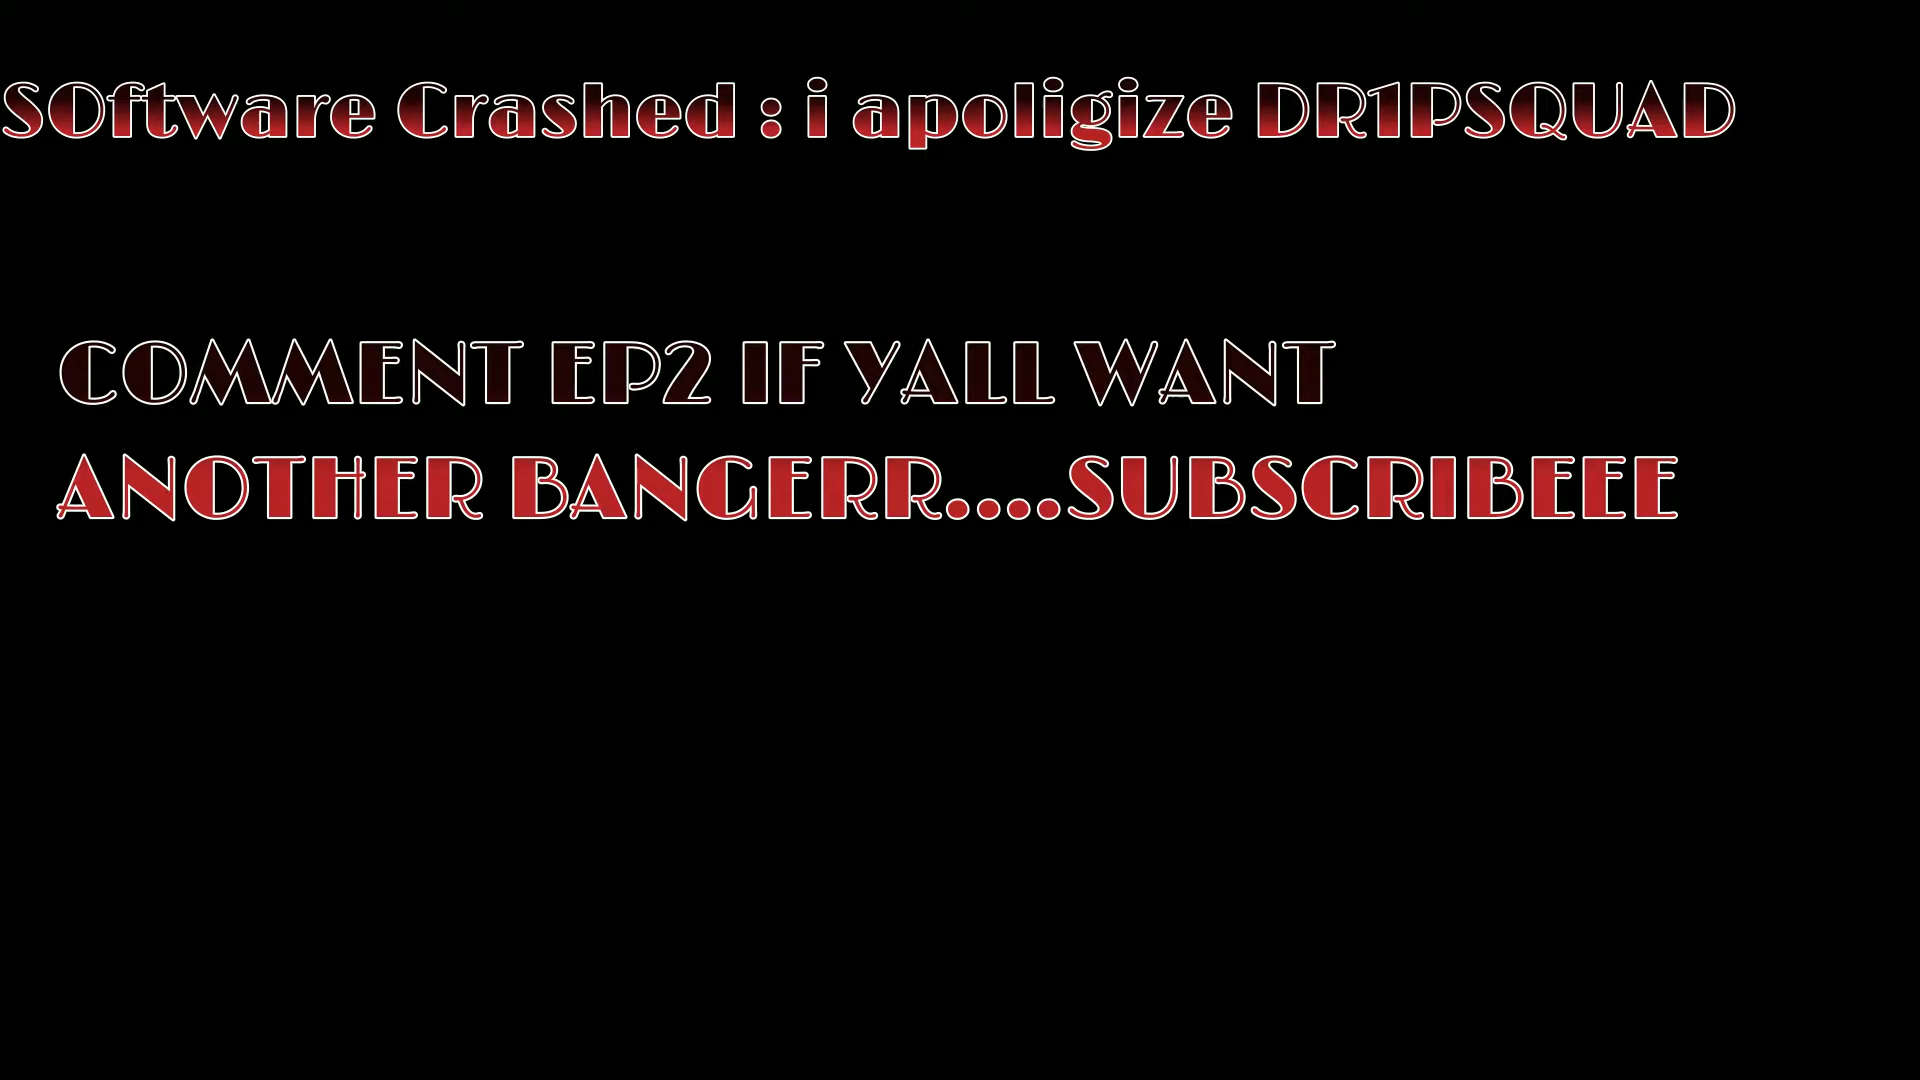 SOftware Crashed : i apoligize DR1PSQUAD
COMMENT EP2 IF YALL WANT
ANOTHER BANGERR....SUBSCRIBEEE